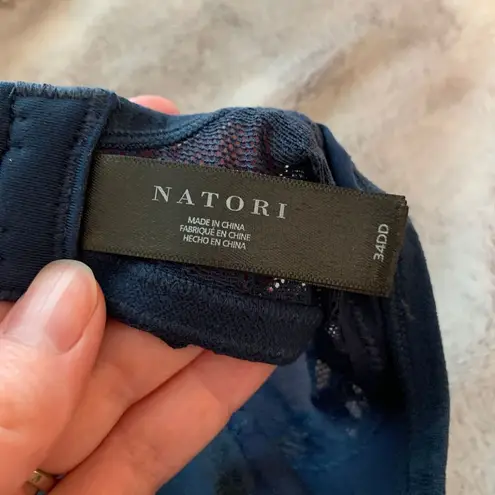 NATORI
MADE IN CHINA
FABRIQUÉ EN CHINE
HECHO EN CHINA
34DD